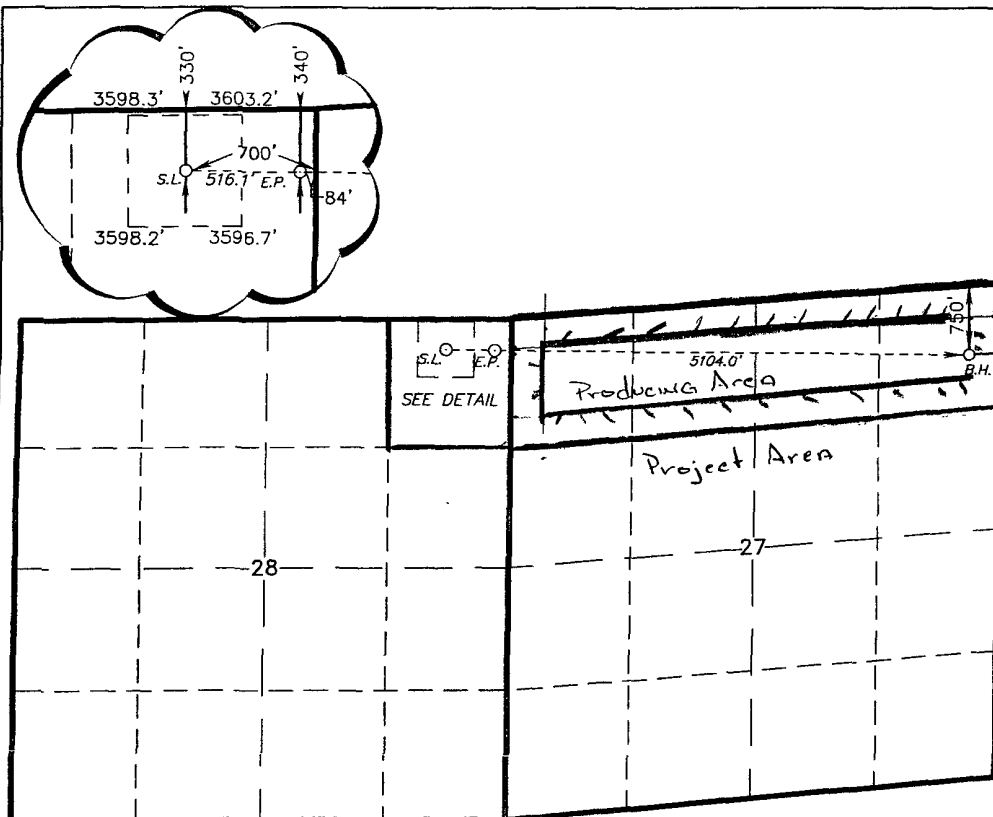 330'
340'
3598.3' 3603.2'
700'
S.L. 516.1' E.P.
84'
3598.2' 3596.7'
750'
S.L. E.P. 5104.0' B.H.
SEE DETAIL
Producing Area
Project Area
28
27